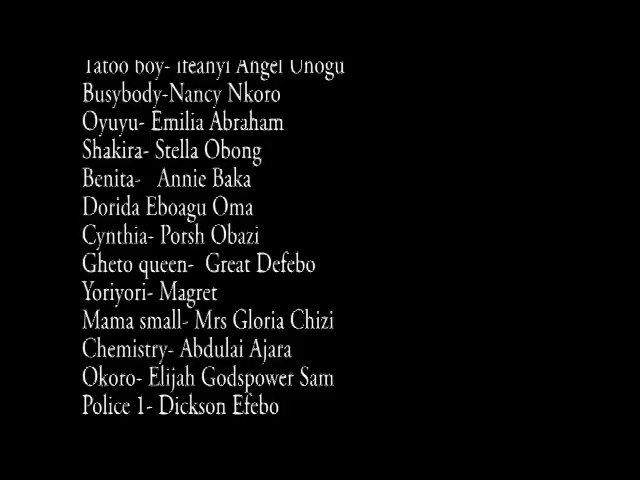 Tatoo boy- Ifeanyi Angel Unogu
Busybody-Nancy Nkoro
Oyuyu- Emilia Abraham
Shakira- Stella Obong
Benita-   Annie Baka
Dorida Eboagu Oma
Cynthia- Porsh Obazi
Gheto queen-  Great Defebo
Yoriyori- Magret
Mama small- Mrs Gloria Chizi
Chemistry- Abdulai Ajara
Okoro- Elijah Godspower Sam
Police 1- Dickson Efebo